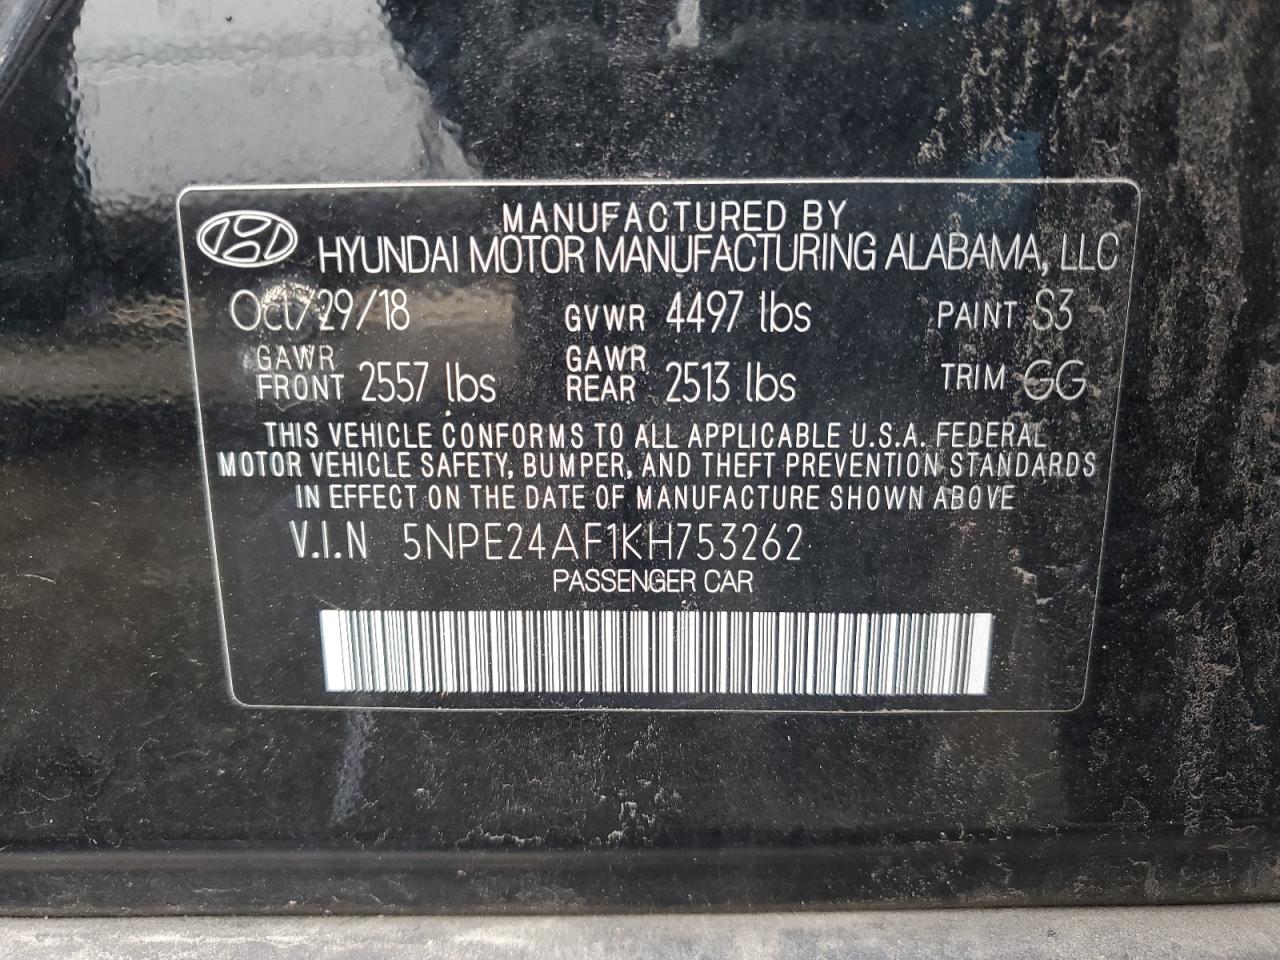 MANUFACTURED BY
HYUNDAI MOTOR MANUFACTURING ALABAMA, LLC
Oct/29/18 GVWR 4497 lbs PAINT S3
GAWR FRONT 2557 lbs GAWR REAR 2513 lbs TRIM GG
THIS VEHICLE CONFORMS TO ALL APPLICABLE U.S.A. FEDERAL
MOTOR VEHICLE SAFETY, BUMPER, AND THEFT PREVENTION STANDARDS
IN EFFECT ON THE DATE OF MANUFACTURE SHOWN ABOVE
V.I.N 5NPE24AF1KH753262
PASSENGER CAR